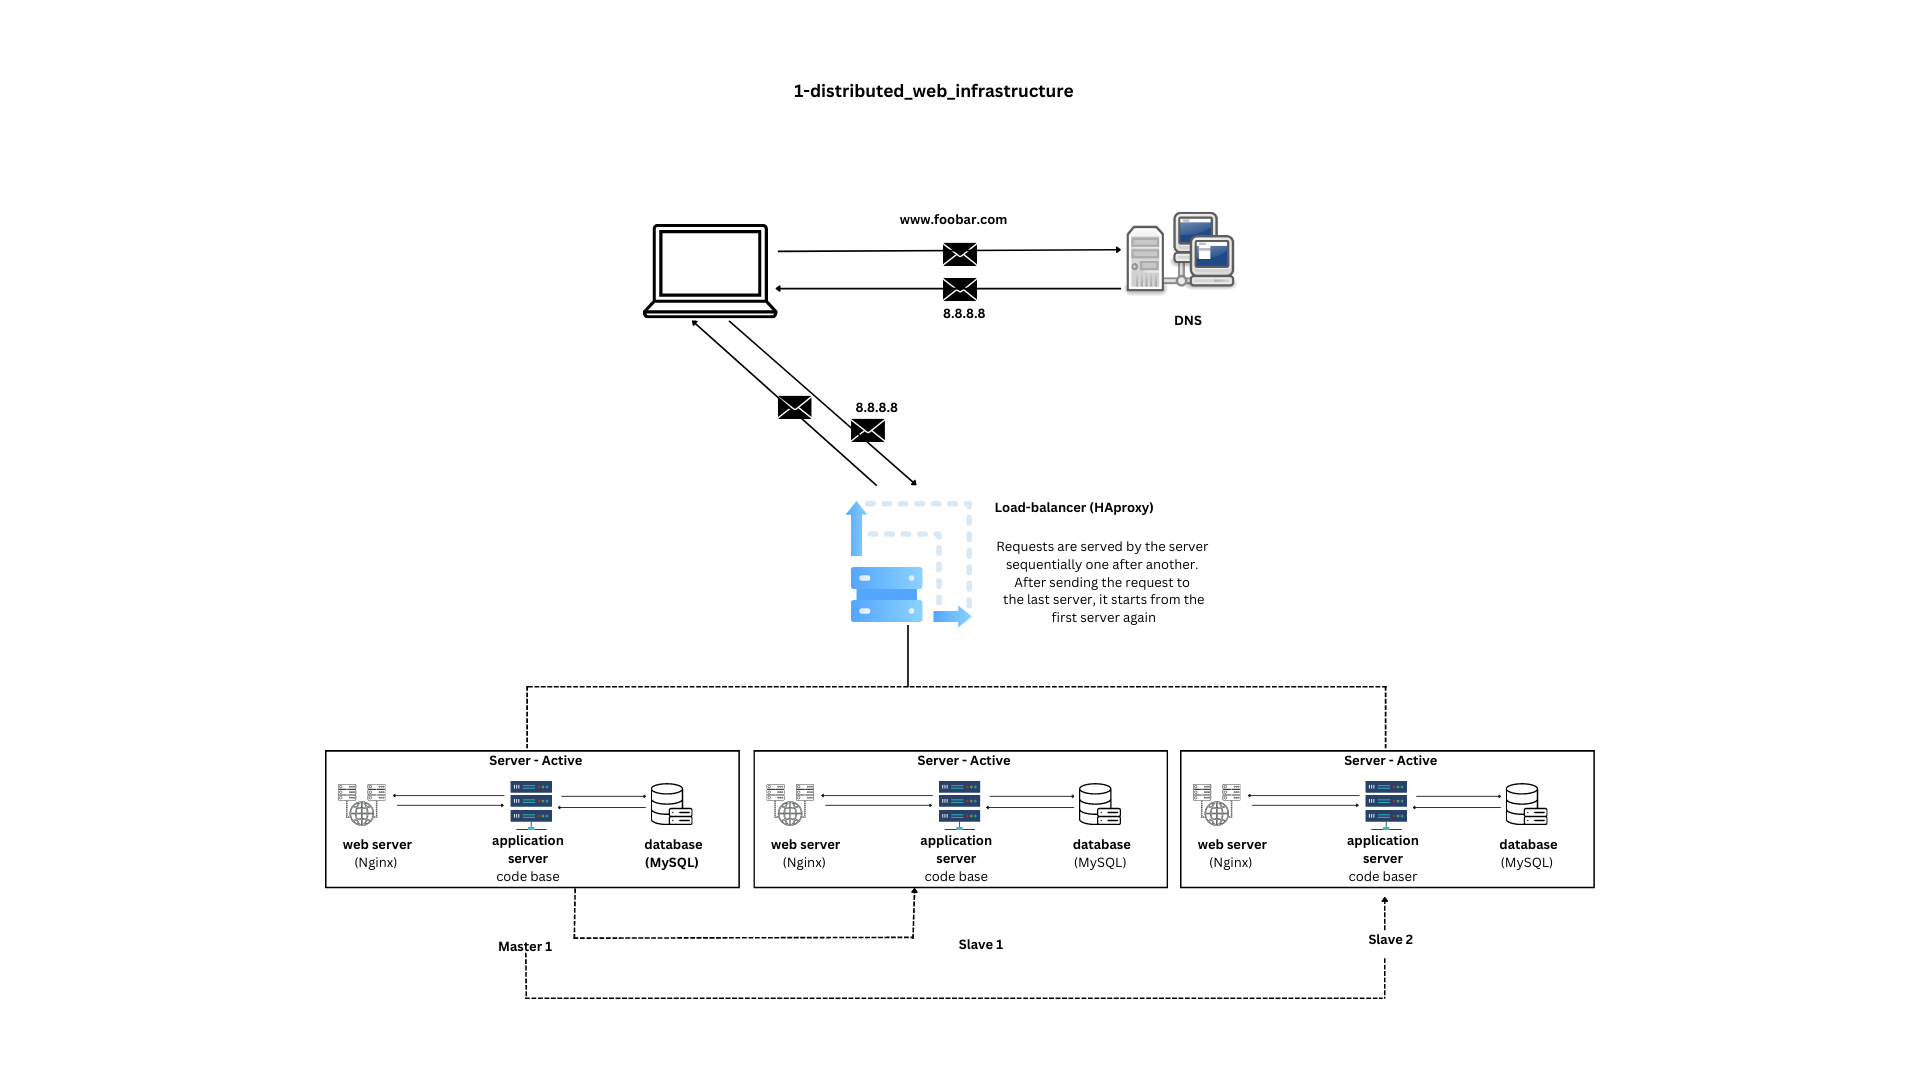 1-distributed_web_infrastructure
www.foobar.com
8.8.8.8
DNS
8.8.8.8
Load-balancer (HAproxy)
Requests are served by the server
sequentially one after another.
After sending the request to
the last server, it starts from the
first server again
Server - Active
web server
(Nginx)
application
server
code base
database
(MySQL)
Server - Active
web server
(Nginx)
application
server
code base
database
(MySQL)
Server - Active
web server
(Nginx)
application
server
code baser
database
(MySQL)
Master 1
Slave 1
Slave 2